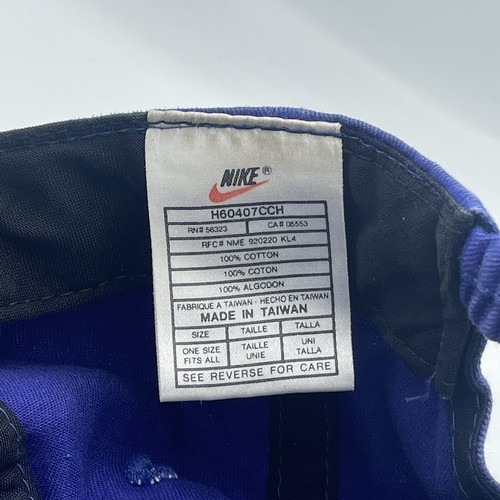 NIKE®
H60407CCH
RN# 56323 CA# 05553
RFC# NME 920220 KL4
100% COTTON
100% COTON
100% ALGODON
FABRIQUE A TAIWAN · HECHO EN TAIWAN
MADE IN TAIWAN
SIZE TAILLE TALLA
ONE SIZE TAILLE UNI
FITS ALL UNIE TALLA
SEE REVERSE FOR CARE